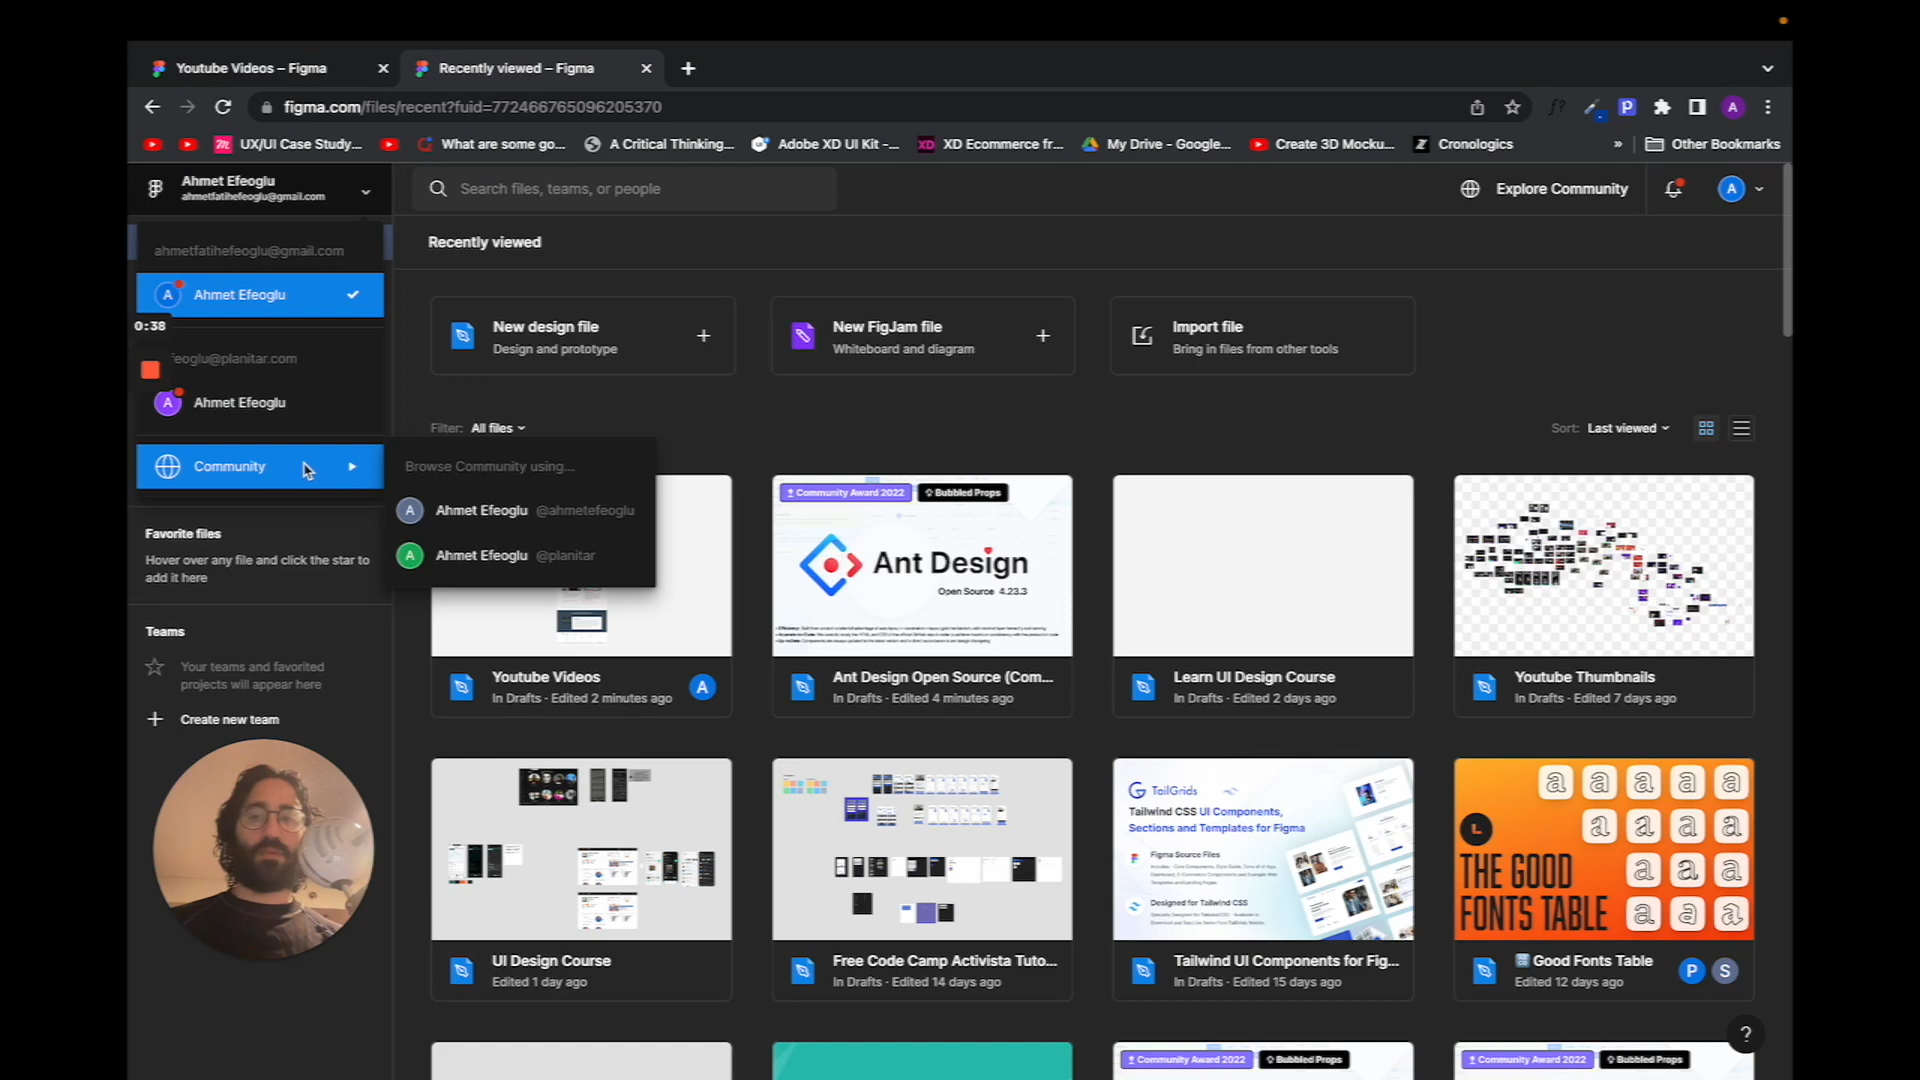 Youtube Videos – Figma
Recently viewed – Figma
figma.com/files/recent?fuid=772466765096205370
UX/UI Case Study...
What are some go...
A Critical Thinking...
Adobe XD UI Kit -...
XD Ecommerce fr...
My Drive - Google...
Create 3D Mocku...
Cronologics
»
Other Bookmarks
Ahmet Efeoglu
ahmetfatihefeoglu@gmail.com
Search files, teams, or people
Explore Community
A
ahmetfatihefeoglu@gmail.com
A Ahmet Efeoglu
0:38
feoglu@planitar.com
A Ahmet Efeoglu
Community
Browse Community using...
A Ahmet Efeoglu @ahmetefeoglu
A Ahmet Efeoglu @planitar
Favorite files
Hover over any file and click the star to
add it here
Teams
Your teams and favorited
projects will appear here
Create new team
Recently viewed
New design file
Design and prototype
New FigJam file
Whiteboard and diagram
Import file
Bring in files from other tools
Filter: All files
Sort: Last viewed
Community Award 2022
Bubbled Props
Ant Design
Open Source 4.23.3
Youtube Videos
In Drafts · Edited 2 minutes ago
A
Ant Design Open Source (Com...
In Drafts · Edited 4 minutes ago
Learn UI Design Course
In Drafts · Edited 2 days ago
Youtube Thumbnails
In Drafts · Edited 7 days ago
TailGrids
Tailwind CSS UI Components,
Sections and Templates for Figma
Figma Source Files
Designed for Tailwind CSS
a a a a a
a a a a
L
a a a
a a a
THE GOOD
FONTS TABLE
UI Design Course
Edited 1 day ago
Free Code Camp Activista Tuto...
In Drafts · Edited 14 days ago
Tailwind UI Components for Fig...
In Drafts · Edited 15 days ago
Good Fonts Table
Edited 12 days ago
P S
Community Award 2022
Bubbled Props
Community Award 2022
Bubbled Props
?